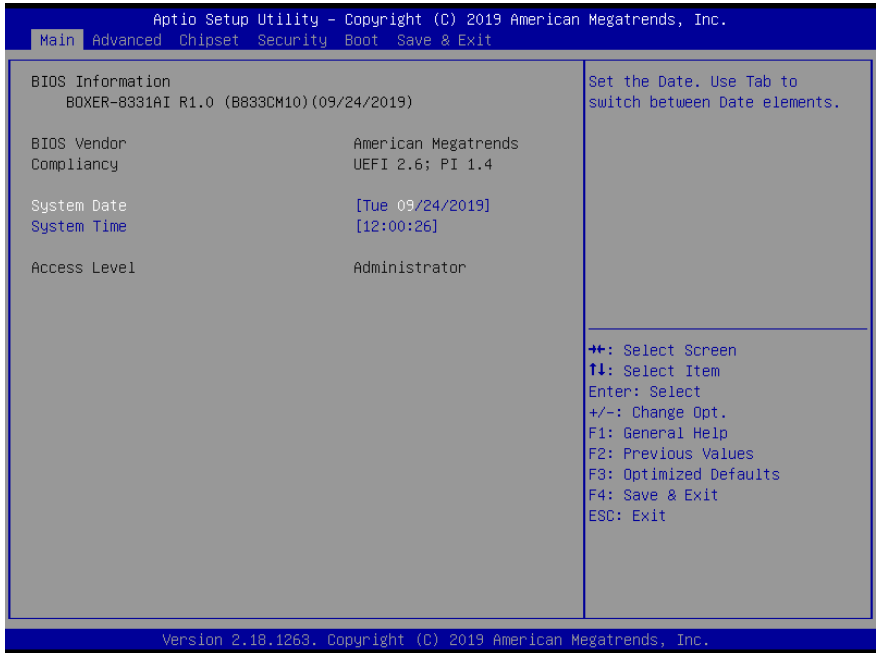 Aptio Setup Utility – Copyright (C) 2019 American Megatrends, Inc.
Main Advanced Chipset Security Boot Save & Exit
BIOS Information
BOXER-8331AI R1.0 (B833CM10)(09/24/2019)
BIOS Vendor American Megatrends
Compliancy UEFI 2.6; PI 1.4
System Date [Tue 09/24/2019]
System Time [12:00:26]
Access Level Administrator
Set the Date. Use Tab to
switch between Date elements.
→←: Select Screen
↑↓: Select Item
Enter: Select
+/-: Change Opt.
F1: General Help
F2: Previous Values
F3: Optimized Defaults
F4: Save & Exit
ESC: Exit
Version 2.18.1263. Copyright (C) 2019 American Megatrends, Inc.